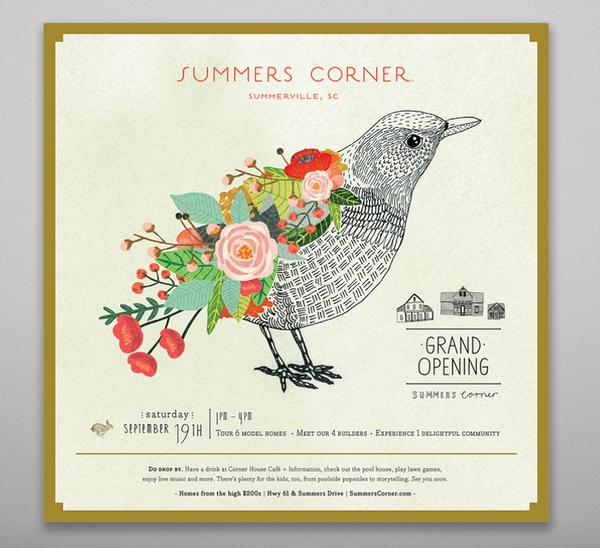 SUMMERS CORNER
SUMMERVILLE, SC
·GRAND·
OPENING
SUMMERS Corner
saturday
SEPTEMBER 19TH
1PM – 4PM
TOUR 6 MODEL HOMES • MEET OUR 4 BUILDERS • EXPERIENCE 1 DELIGHTFUL COMMUNITY
DO DROP BY. Have a drink at Corner House Café + Information, check out the pool house, play lawn games,
enjoy live music and more. There's plenty for the kids, too, from poolside popsicles to storytelling. See you soon.
- Homes from the high $200s | Hwy 61 & Summers Drive | SummersCorner.com -